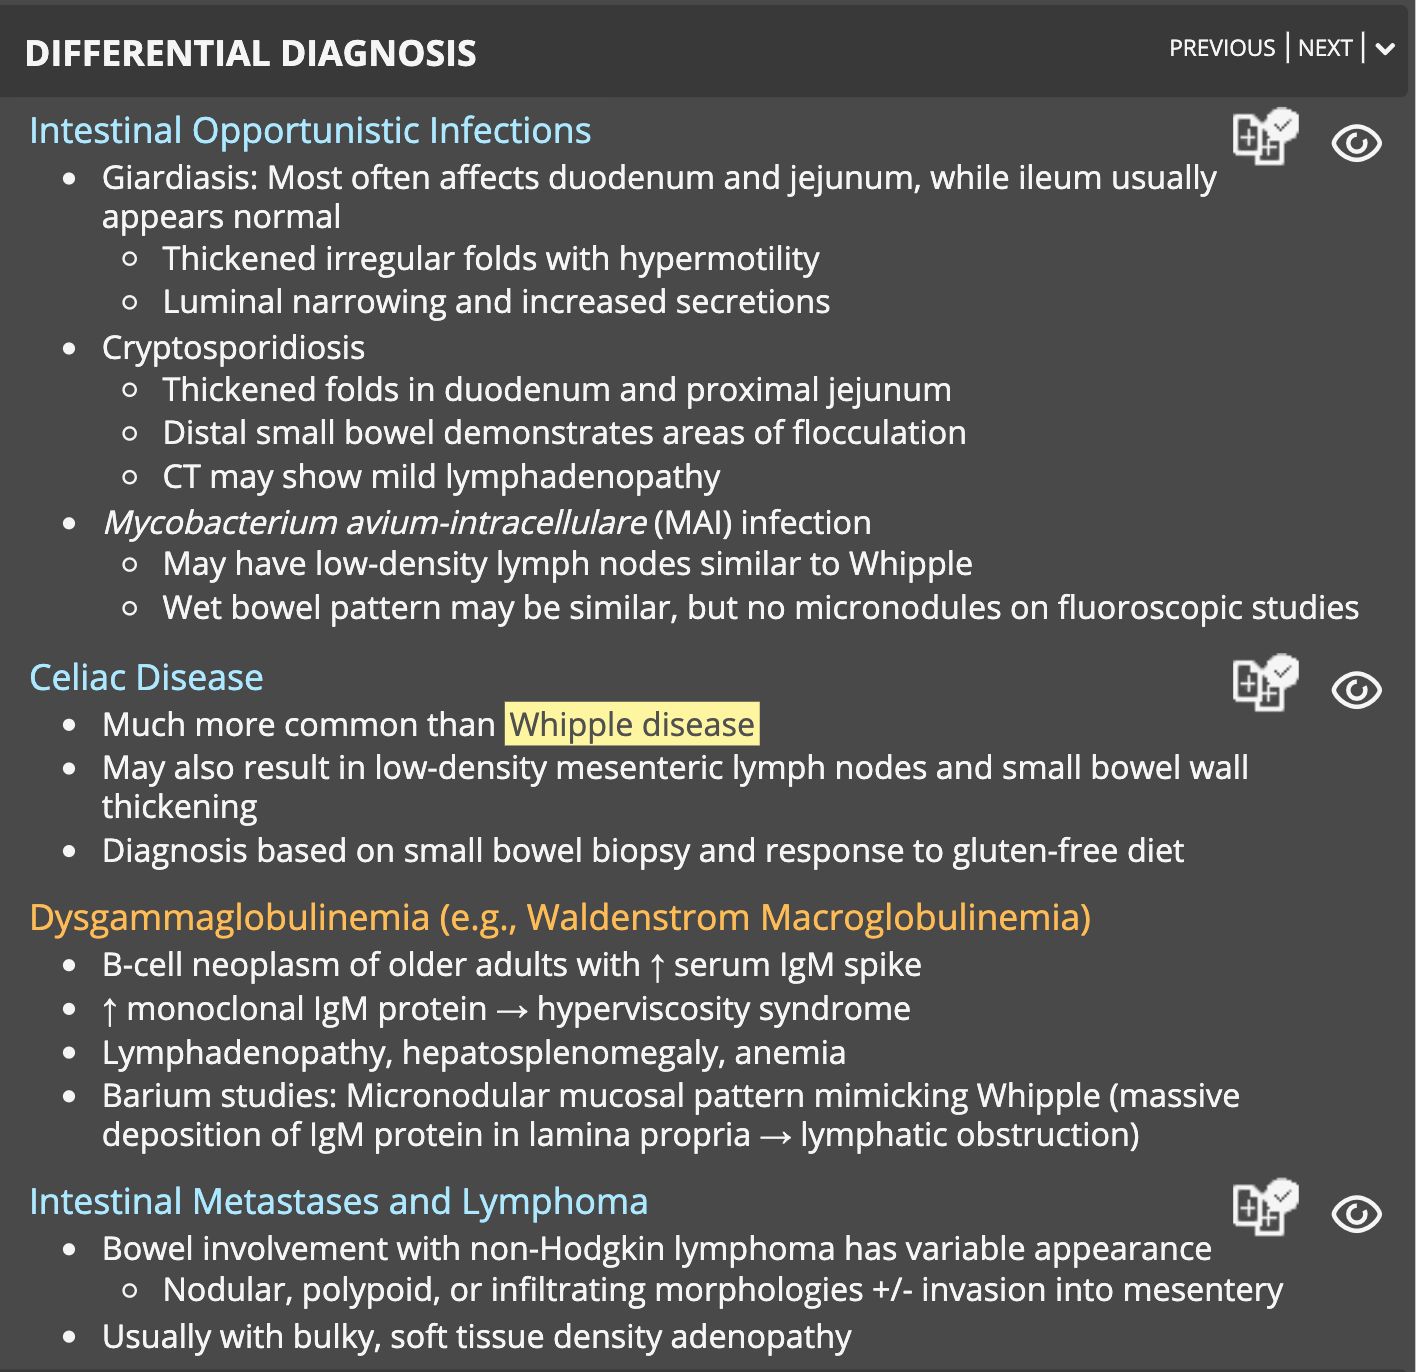 DIFFERENTIAL DIAGNOSIS
PREVIOUS | NEXT |
Intestinal Opportunistic Infections
• Giardiasis: Most often affects duodenum and jejunum, while ileum usually
appears normal
○ Thickened irregular folds with hypermotility
○ Luminal narrowing and increased secretions
• Cryptosporidiosis
○ Thickened folds in duodenum and proximal jejunum
○ Distal small bowel demonstrates areas of flocculation
○ CT may show mild lymphadenopathy
• Mycobacterium avium-intracellulare (MAI) infection
○ May have low-density lymph nodes similar to Whipple
○ Wet bowel pattern may be similar, but no micronodules on fluoroscopic studies
Celiac Disease
• Much more common than Whipple disease
• May also result in low-density mesenteric lymph nodes and small bowel wall
thickening
• Diagnosis based on small bowel biopsy and response to gluten-free diet
Dysgammaglobulinemia (e.g., Waldenstrom Macroglobulinemia)
• B-cell neoplasm of older adults with ↑ serum IgM spike
• ↑ monoclonal IgM protein → hyperviscosity syndrome
• Lymphadenopathy, hepatosplenomegaly, anemia
• Barium studies: Micronodular mucosal pattern mimicking Whipple (massive
deposition of IgM protein in lamina propria → lymphatic obstruction)
Intestinal Metastases and Lymphoma
• Bowel involvement with non-Hodgkin lymphoma has variable appearance
○ Nodular, polypoid, or infiltrating morphologies +/- invasion into mesentery
• Usually with bulky, soft tissue density adenopathy